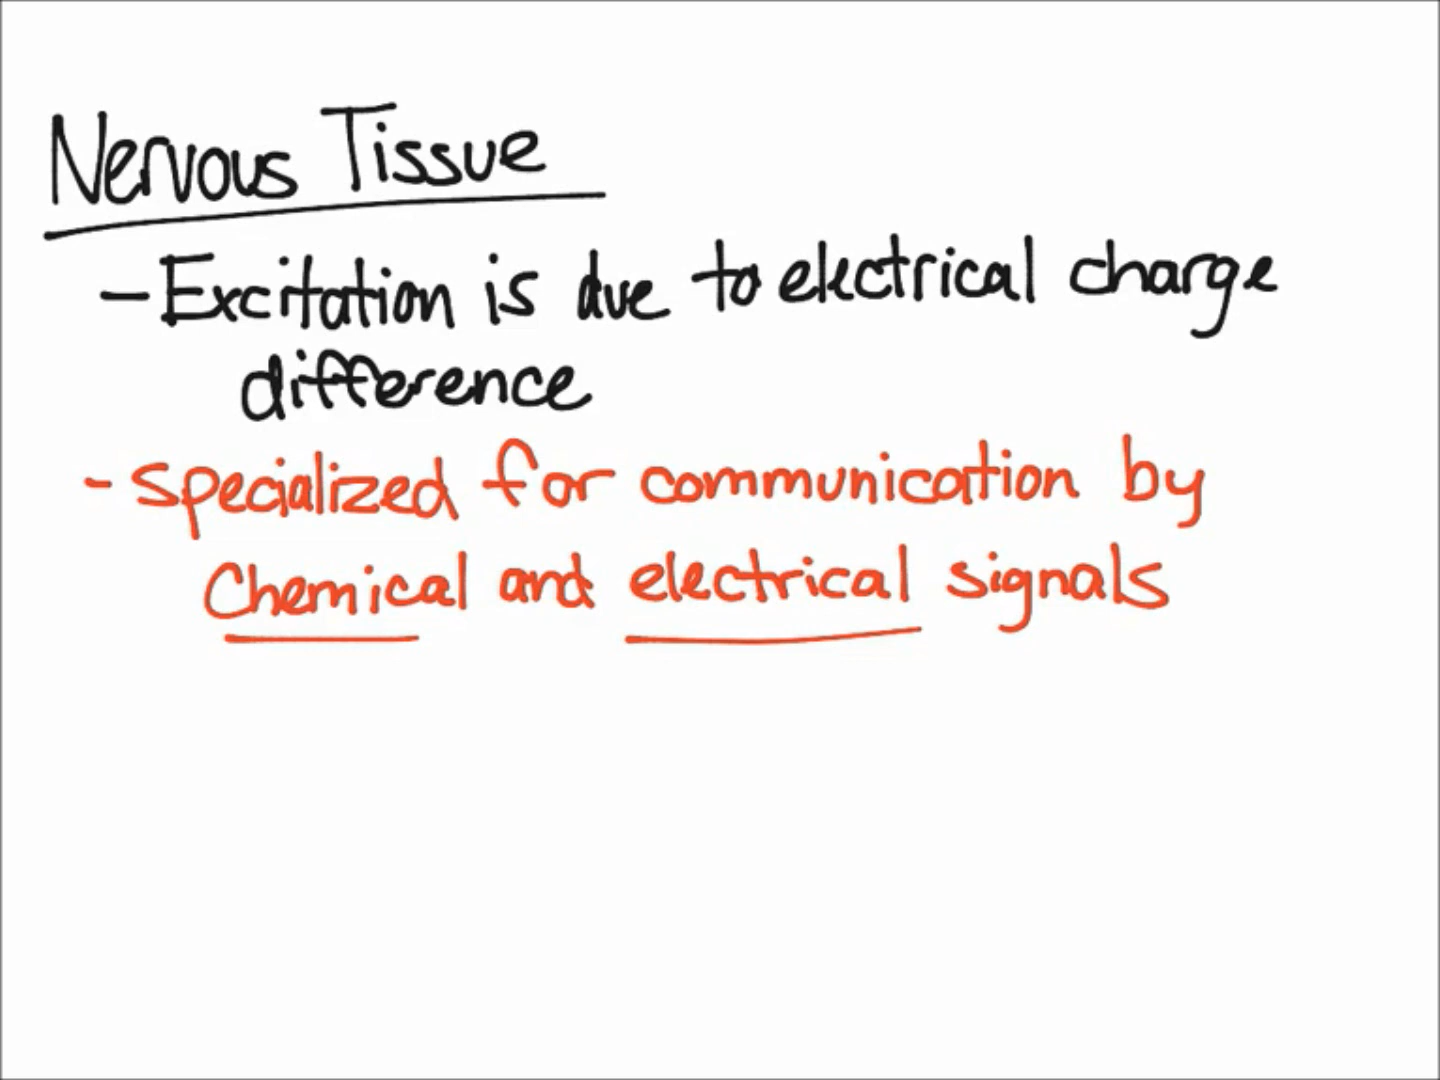 Nervous Tissue
- Excitation is due to electrical charge
difference
- specialized for communication by
Chemical and electrical signals